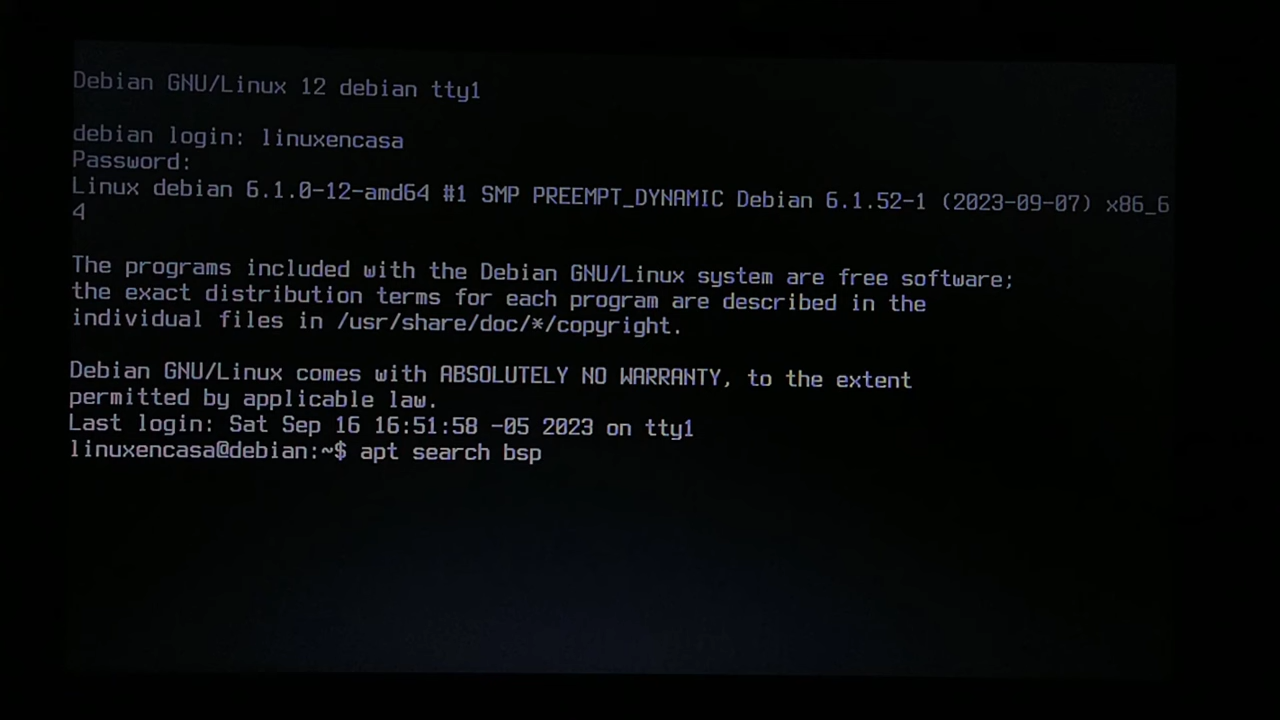 Debian GNU/Linux 12 debian tty1
debian login: linuxencasa
Password:
Linux debian 6.1.0-12-amd64 #1 SMP PREEMPT_DYNAMIC Debian 6.1.52-1 (2023-09-07) x86_6
4
The programs included with the Debian GNU/Linux system are free software;
the exact distribution terms for each program are described in the
individual files in /usr/share/doc/*/copyright.
Debian GNU/Linux comes with ABSOLUTELY NO WARRANTY, to the extent
permitted by applicable law.
Last login: Sat Sep 16 16:51:58 -05 2023 on tty1
linuxencasa@debian:~$ apt search bsp